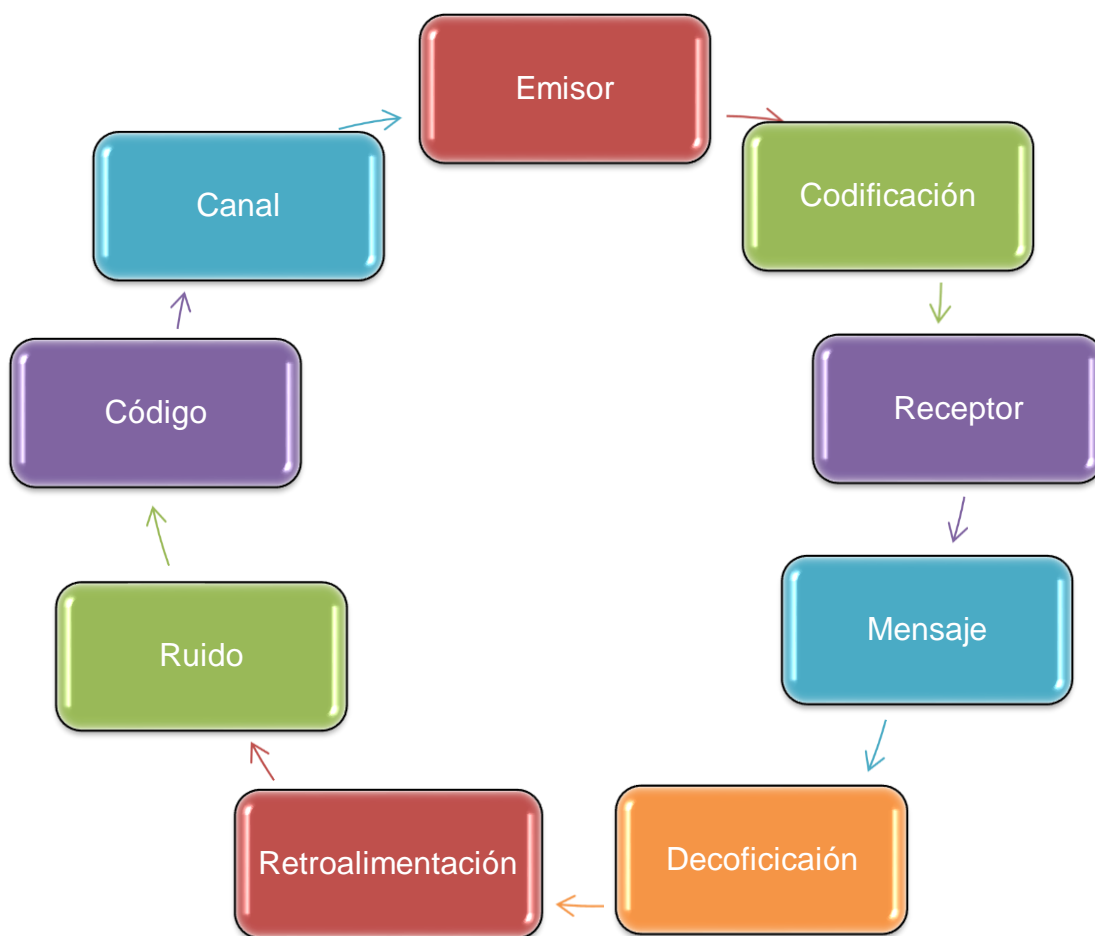 Emisor
Codificación
Receptor
Mensaje
Decoficicaión
Retroalimentación
Ruido
Código
Canal